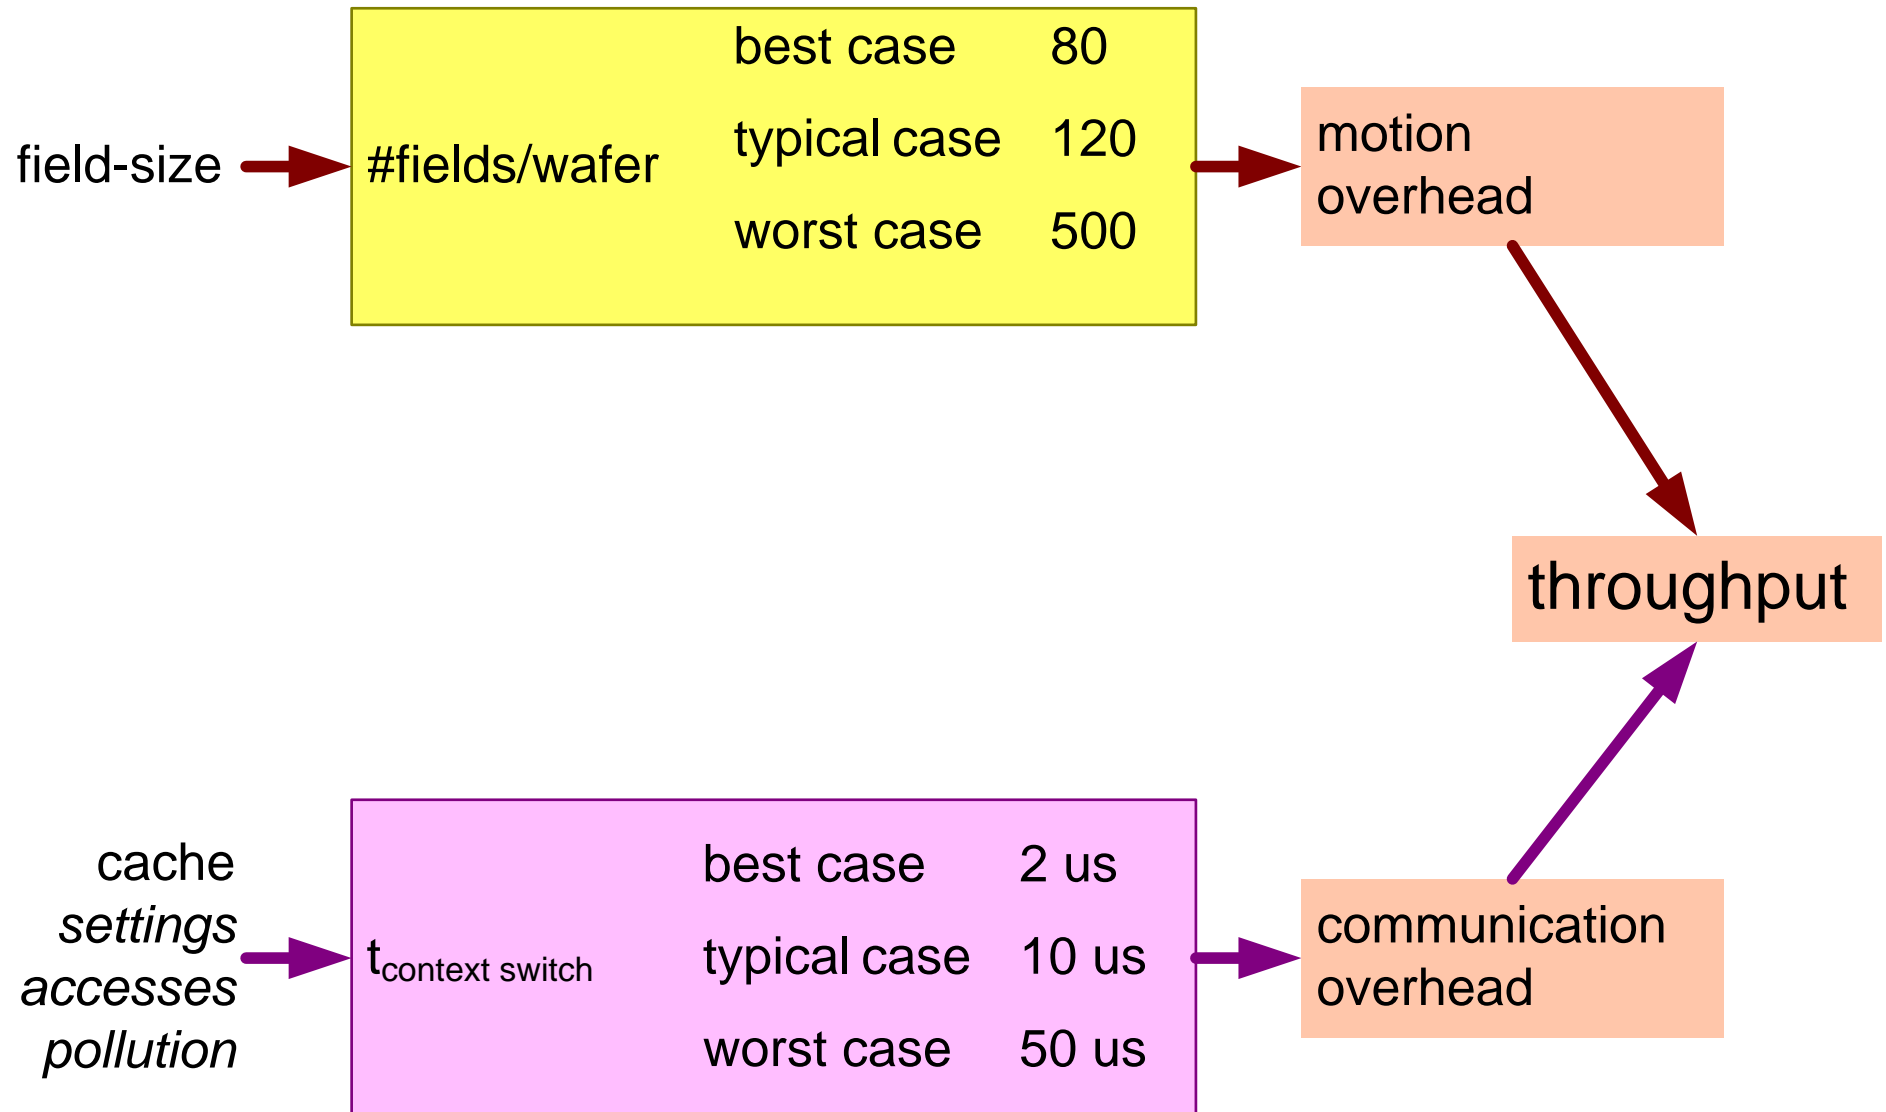 field-size
#fields/wafer
best case 80
typical case 120
worst case 500
motion
overhead
throughput
cache
settings
accesses
pollution
tcontext switch
best case 2 us
typical case 10 us
worst case 50 us
communication
overhead